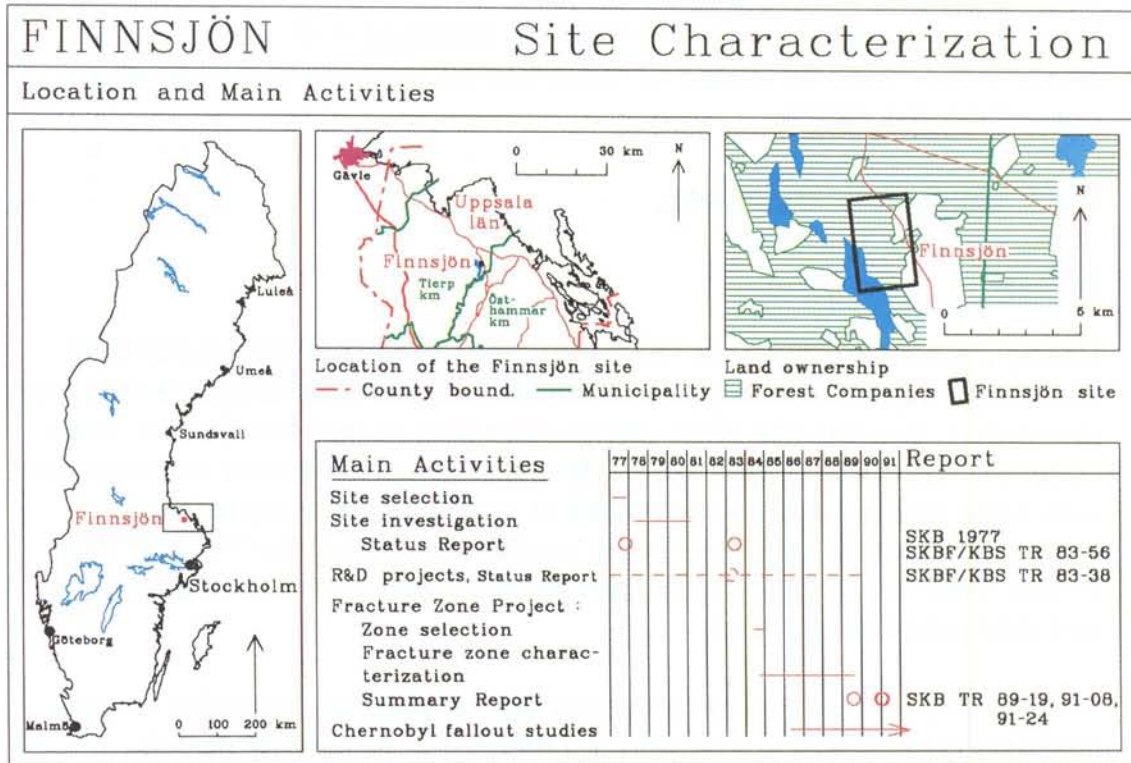 FINNSJÖN Site Characterization
Location and Main Activities
Luleå
Umeå
Sundsvall
Finnsjön
Stockholm
Göteborg
Malmö
0 100 200 km
Gävle
0 30 km
N
Uppsala
län
Finnsjön
Tierp
km
Öst-
hammar
km
Location of the Finnsjön site
County bound. Municipality
N
Finnsjön
0 5 km
Land ownership
Forest Companies Finnsjön site
Main Activities 77 78 79 80 81 82 83 84 85 86 87 88 89 90 91 Report
Site selection
Site investigation
SKB 1977
Status Report SKBF/KBS TR 83-56
R&D projects, Status Report SKBF/KBS TR 83-38
Fracture Zone Project :
Zone selection
Fracture zone charac-
terization
Summary Report SKB TR 89-19, 91-08,
91-24
Chernobyl fallout studies